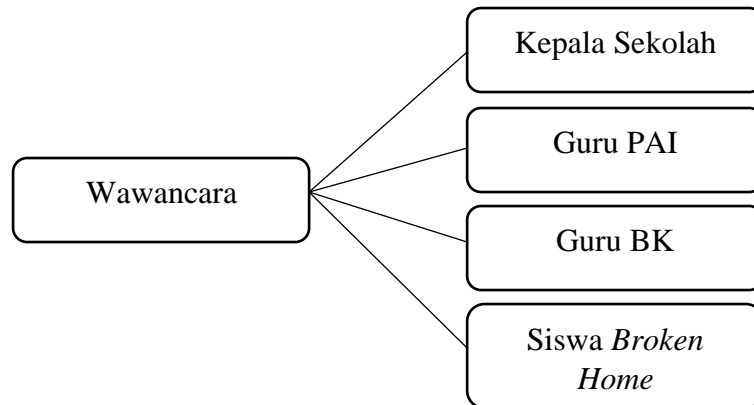 Kepala Sekolah
Guru PAI
Wawancara
Guru BK
Siswa Broken
Home